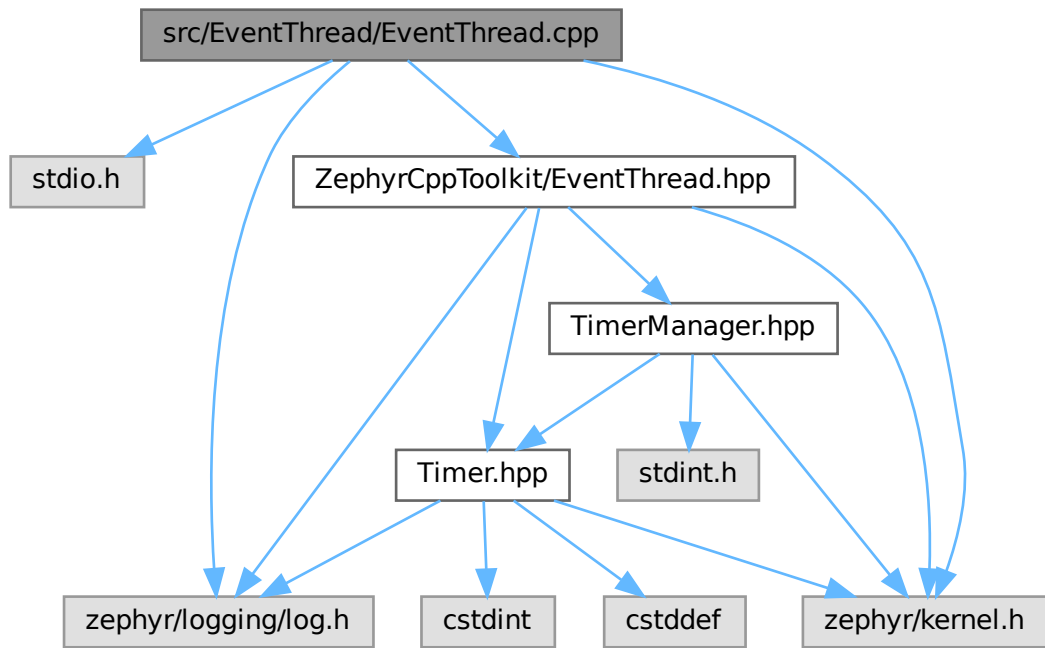 src/EventThread/EventThread.cpp
stdio.h
ZephyrCppToolkit/EventThread.hpp
TimerManager.hpp
Timer.hpp
stdint.h
zephyr/logging/log.h
cstdint
cstddef
zephyr/kernel.h